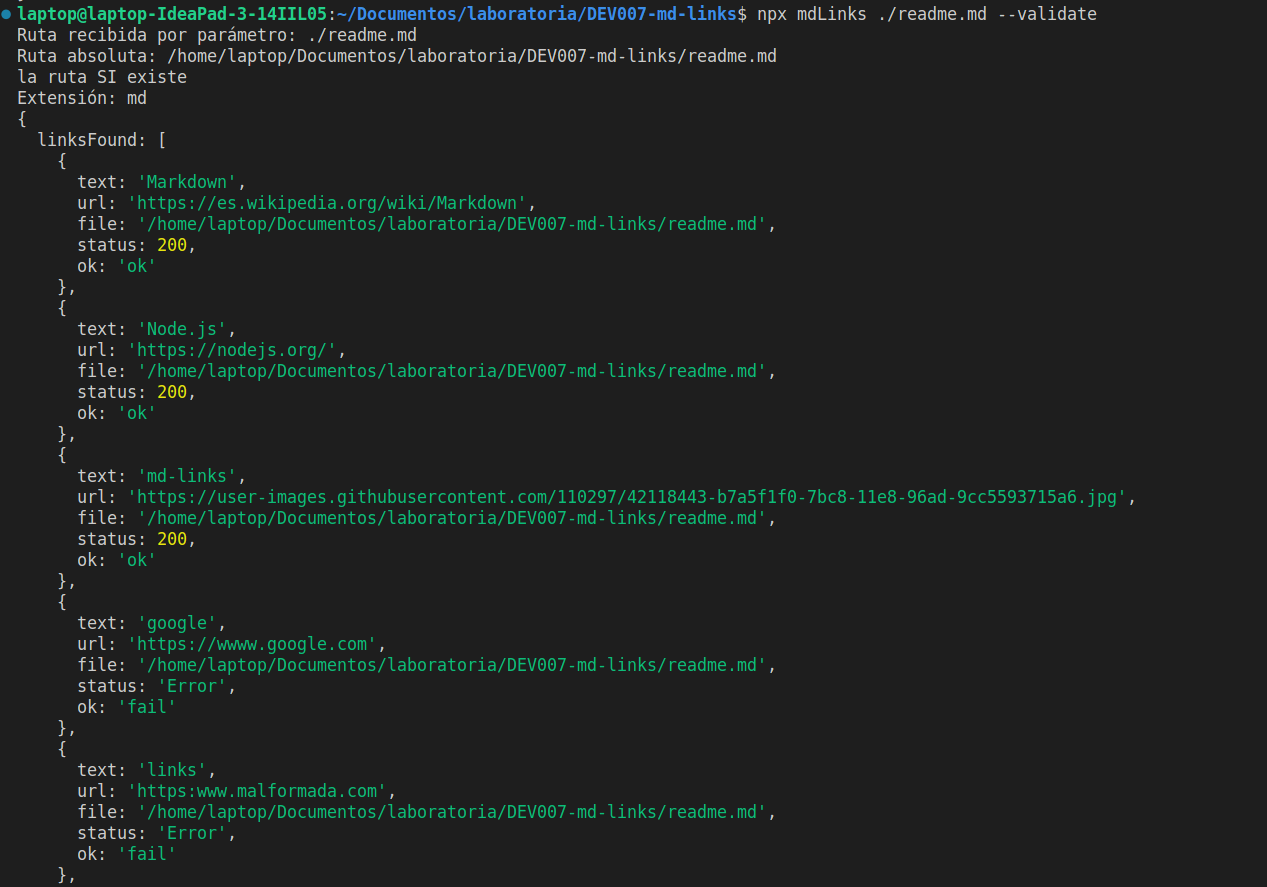 laptop@laptop-IdeaPad-3-14IIL05:~/Documentos/laboratoria/DEV007-md-links$ npx mdLinks ./readme.md --validate
Ruta recibida por parámetro: ./readme.md
Ruta absoluta: /home/laptop/Documentos/laboratoria/DEV007-md-links/readme.md
la ruta SI existe
Extensión: md
{
  linksFound: [
    {
      text: 'Markdown',
      url: 'https://es.wikipedia.org/wiki/Markdown',
      file: '/home/laptop/Documentos/laboratoria/DEV007-md-links/readme.md',
      status: 200,
      ok: 'ok'
    },
    {
      text: 'Node.js',
      url: 'https://nodejs.org/',
      file: '/home/laptop/Documentos/laboratoria/DEV007-md-links/readme.md',
      status: 200,
      ok: 'ok'
    },
    {
      text: 'md-links',
      url: 'https://user-images.githubusercontent.com/110297/42118443-b7a5f1f0-7bc8-11e8-96ad-9cc5593715a6.jpg',
      file: '/home/laptop/Documentos/laboratoria/DEV007-md-links/readme.md',
      status: 200,
      ok: 'ok'
    },
    {
      text: 'google',
      url: 'https://wwww.google.com',
      file: '/home/laptop/Documentos/laboratoria/DEV007-md-links/readme.md',
      status: 'Error',
      ok: 'fail'
    },
    {
      text: 'links',
      url: 'https:www.malformada.com',
      file: '/home/laptop/Documentos/laboratoria/DEV007-md-links/readme.md',
      status: 'Error',
      ok: 'fail'
    },